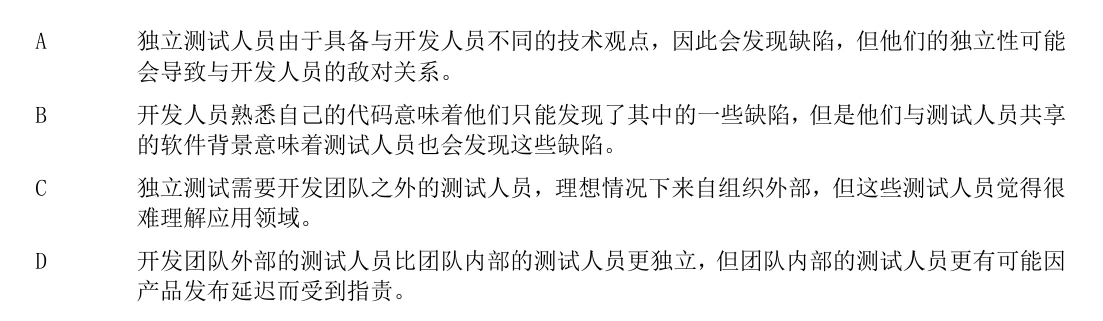 A 独立测试人员由于具备与开发人员不同的技术观点，因此会发现缺陷，但他们的独立性可能
会导致与开发人员的敌对关系。
B 开发人员熟悉自己的代码意味着他们只能发现了其中的一些缺陷，但是他们与测试人员共享
的软件背景意味着测试人员也会发现这些缺陷。
C 独立测试需要开发团队之外的测试人员，理想情况下来自组织外部，但这些测试人员觉得很
难理解应用领域。
D 开发团队外部的测试人员比团队内部的测试人员更独立，但团队内部的测试人员更有可能因
产品发布延迟而受到指责。